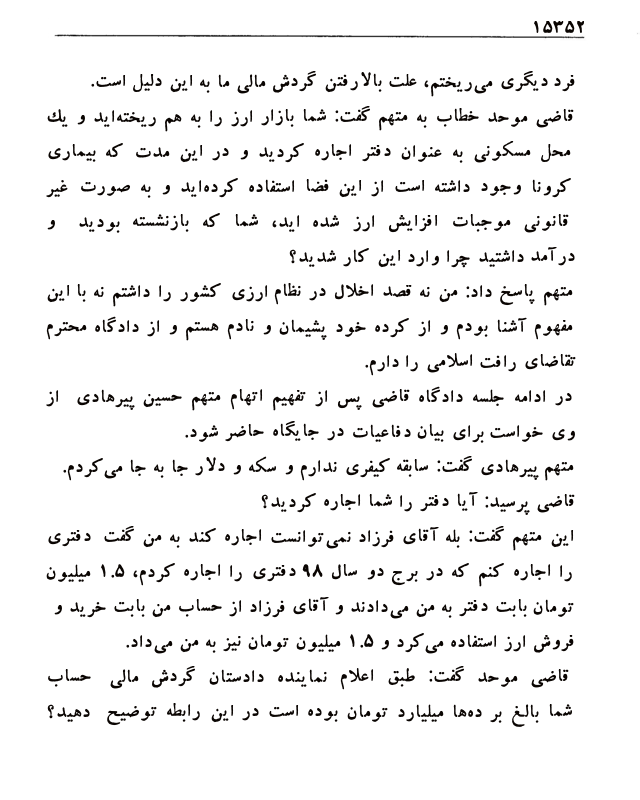 ۱۵۳۵۲
فرد دیگری می‌ریختم، علت بالارفتن گردش مالی ما به این دلیل است.
قاضی موحد خطاب به متهم گفت: شما بازار ارز را به هم ریخته‌اید و یك
محل مسکونی به عنوان دفتر اجاره کردید و در این مدت که بیماری
کرونا وجود داشته است از این فضا استفاده کرده‌اید و به صورت غیر
قانونی موجبات افزایش ارز شده اید، شما که بازنشسته بودید و
درآمد داشتید چرا وارد این کار شدید؟
متهم پاسخ داد: من نه قصد اخلال در نظام ارزی کشور را داشتم نه با این
مفهوم آشنا بودم و از کرده خود پشیمان و نادم هستم و از دادگاه محترم
تقاضای رافت اسلامی را دارم.
در ادامه جلسه دادگاه قاضی پس از تفهیم اتهام متهم حسین پیرهادی از
وی خواست برای بیان دفاعیات در جایگاه حاضر شود.
متهم پیرهادی گفت: سابقه کیفری ندارم و سکه و دلار جا به جا می‌کردم.
قاضی پرسید: آیا دفتر را شما اجاره کردید؟
این متهم گفت: بله آقای فرزاد نمی‌توانست اجاره کند به من گفت دفتری
را اجاره کنم که در برج دو سال ۹۸ دفتری را اجاره کردم، ۱.۵ میلیون
تومان بابت دفتر به من می‌دادند و آقای فرزاد از حساب من بابت خرید و
فروش ارز استفاده می‌کرد و ۱.۵ میلیون تومان نیز به من می‌داد.
قاضی موحد گفت: طبق اعلام نماینده دادستان گردش مالی حساب
شما بالغ بر ده‌ها میلیارد تومان بوده است در این رابطه توضیح دهید؟